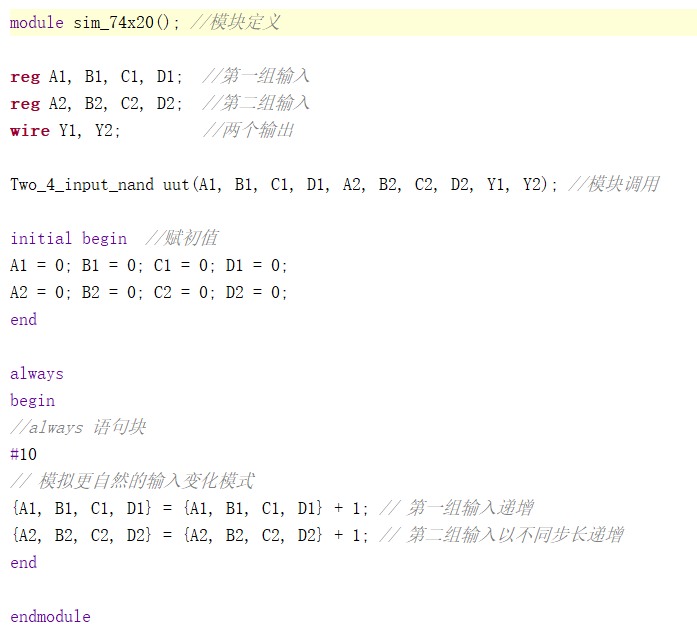 module sim_74x20(); //模块定义
reg A1, B1, C1, D1;  //第一组输入
reg A2, B2, C2, D2;  //第二组输入
wire Y1, Y2;         //两个输出
Two_4_input_nand uut(A1, B1, C1, D1, A2, B2, C2, D2, Y1, Y2); //模块调用
initial begin  //赋初值
A1 = 0; B1 = 0; C1 = 0; D1 = 0;
A2 = 0; B2 = 0; C2 = 0; D2 = 0;
end
always
begin
//always 语句块
#10
// 模拟更自然的输入变化模式
{A1, B1, C1, D1} = {A1, B1, C1, D1} + 1; // 第一组输入递增
{A2, B2, C2, D2} = {A2, B2, C2, D2} + 1; // 第二组输入以不同步长递增
end
endmodule